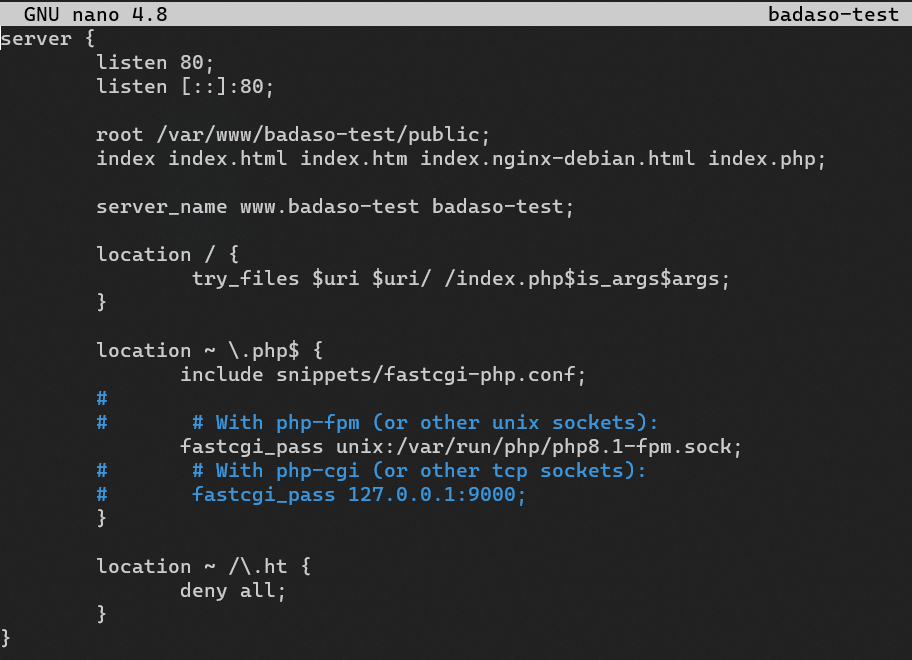 GNU nano 4.8 badaso-test
server {
listen 80;
listen [::]:80;
root /var/www/badaso-test/public;
index index.html index.htm index.nginx-debian.html index.php;
server_name www.badaso-test badaso-test;
location / {
try_files $uri $uri/ /index.php$is_args$args;
}
location ~ \.php$ {
include snippets/fastcgi-php.conf;
#
# # With php-fpm (or other unix sockets):
fastcgi_pass unix:/var/run/php/php8.1-fpm.sock;
# # With php-cgi (or other tcp sockets):
# fastcgi_pass 127.0.0.1:9000;
}
location ~ /\.ht {
deny all;
}
}